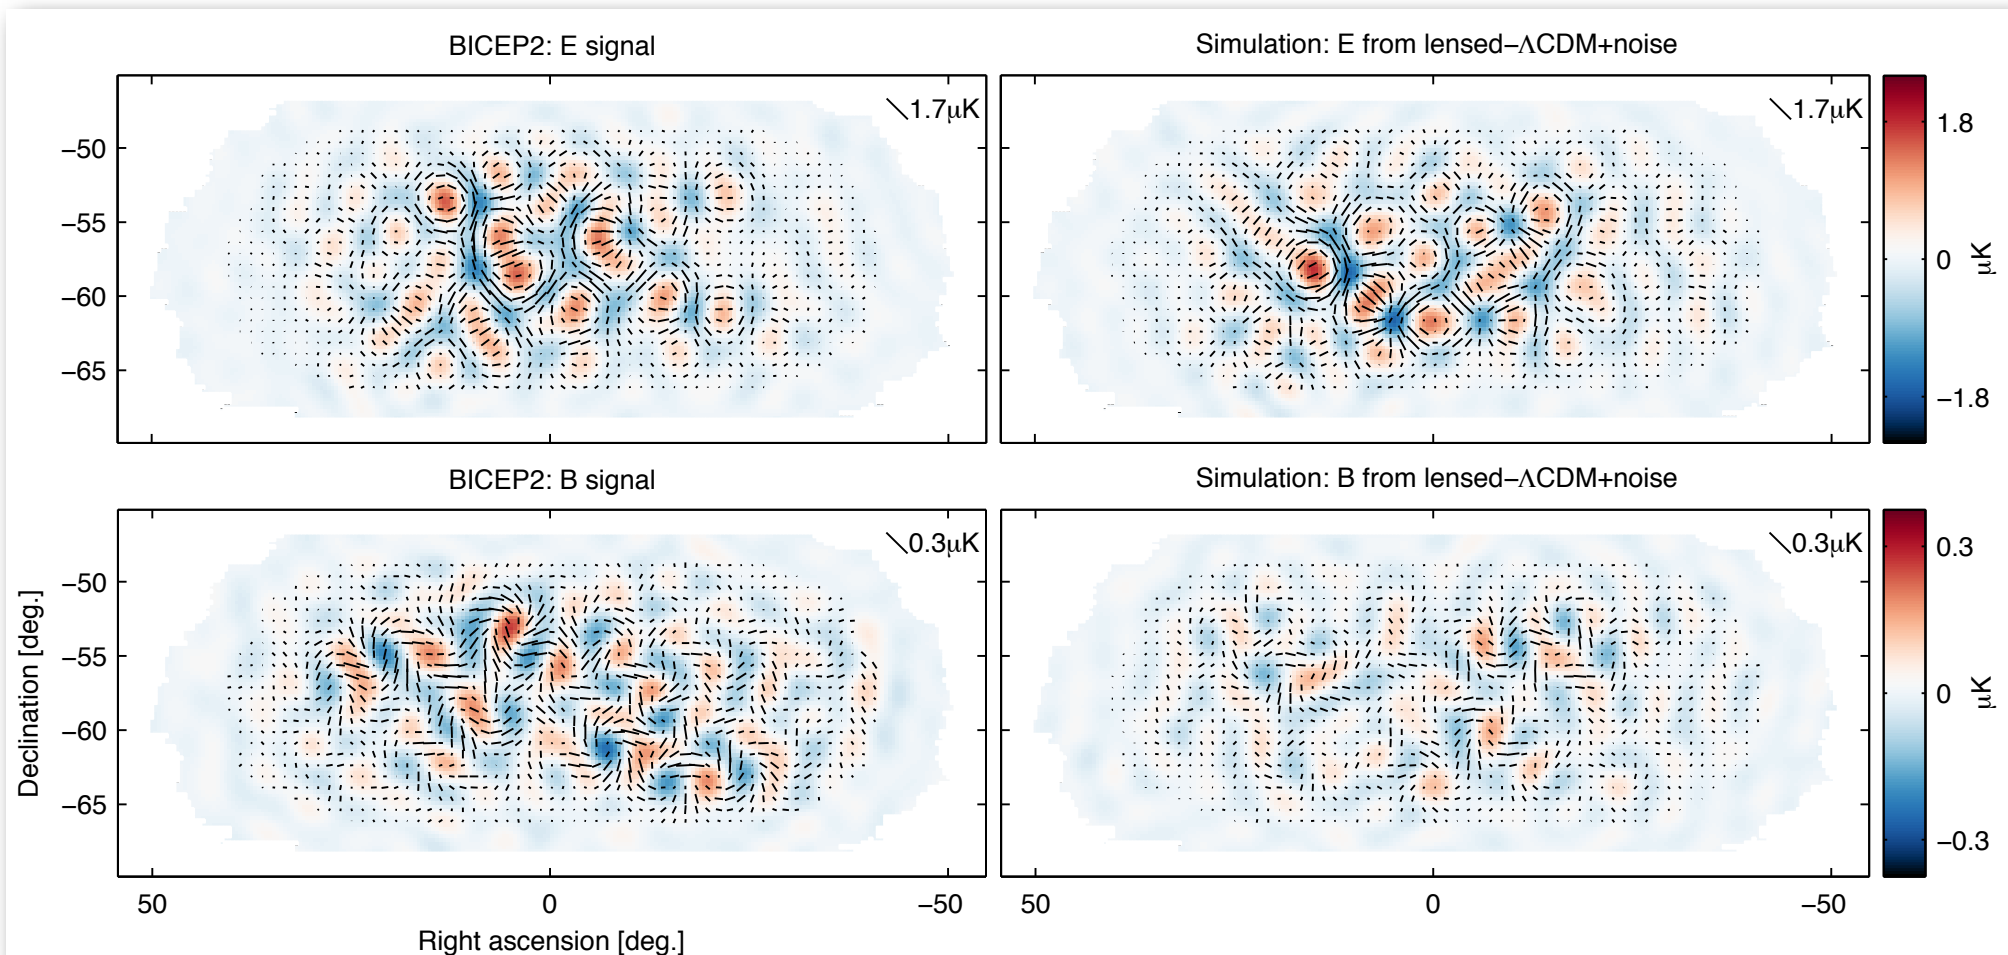 BICEP2: E signal
Simulation: E from lensed−ΛCDM+noise
1.7μK
1.7μK
−50
−55
−60
−65
1.8
0
−1.8
μK
BICEP2: B signal
Simulation: B from lensed−ΛCDM+noise
0.3μK
0.3μK
−50
−55
−60
−65
Declination [deg.]
0.3
0
−0.3
μK
50
0
−50
50
0
−50
Right ascension [deg.]